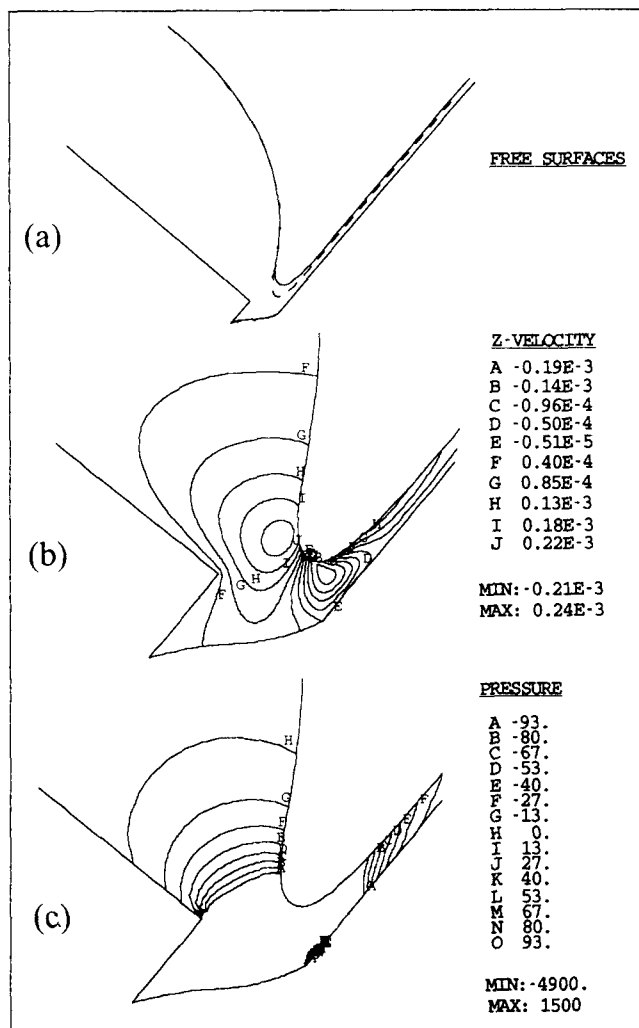 FREE SURFACES
(a)
Z-VELOCITY
A -0.19E-3
B -0.14E-3
C -0.96E-4
D -0.50E-4
E -0.51E-5
F 0.40E-4
G 0.85E-4
H 0.13E-3
I 0.18E-3
J 0.22E-3
MIN:-0.21E-3
MAX: 0.24E-3
F
G
H
I
(b)
I
H
G
F
D
E
PRESSURE
A -93.
B -80.
C -67.
D -53.
E -40.
F -27.
G -13.
H 0.
I 13.
J 27.
K 40.
L 53.
M 67.
N 80.
O 93.
MIN:-4900.
MAX: 1500
H
G
F
F
A
(c)